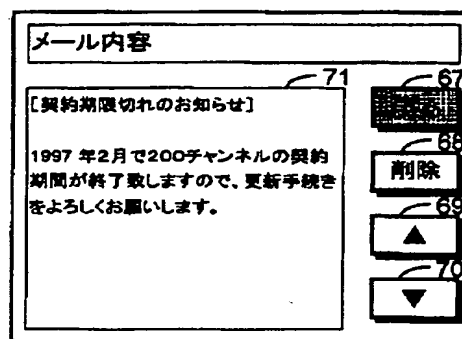 メール内容
71
67
[契約期限切れのお知らせ]
68
1997 年2月で200チャンネルの契約
期間が終了致しますので、更新手続き
をよろしくお願いします。
削除
69
▲
70
▼